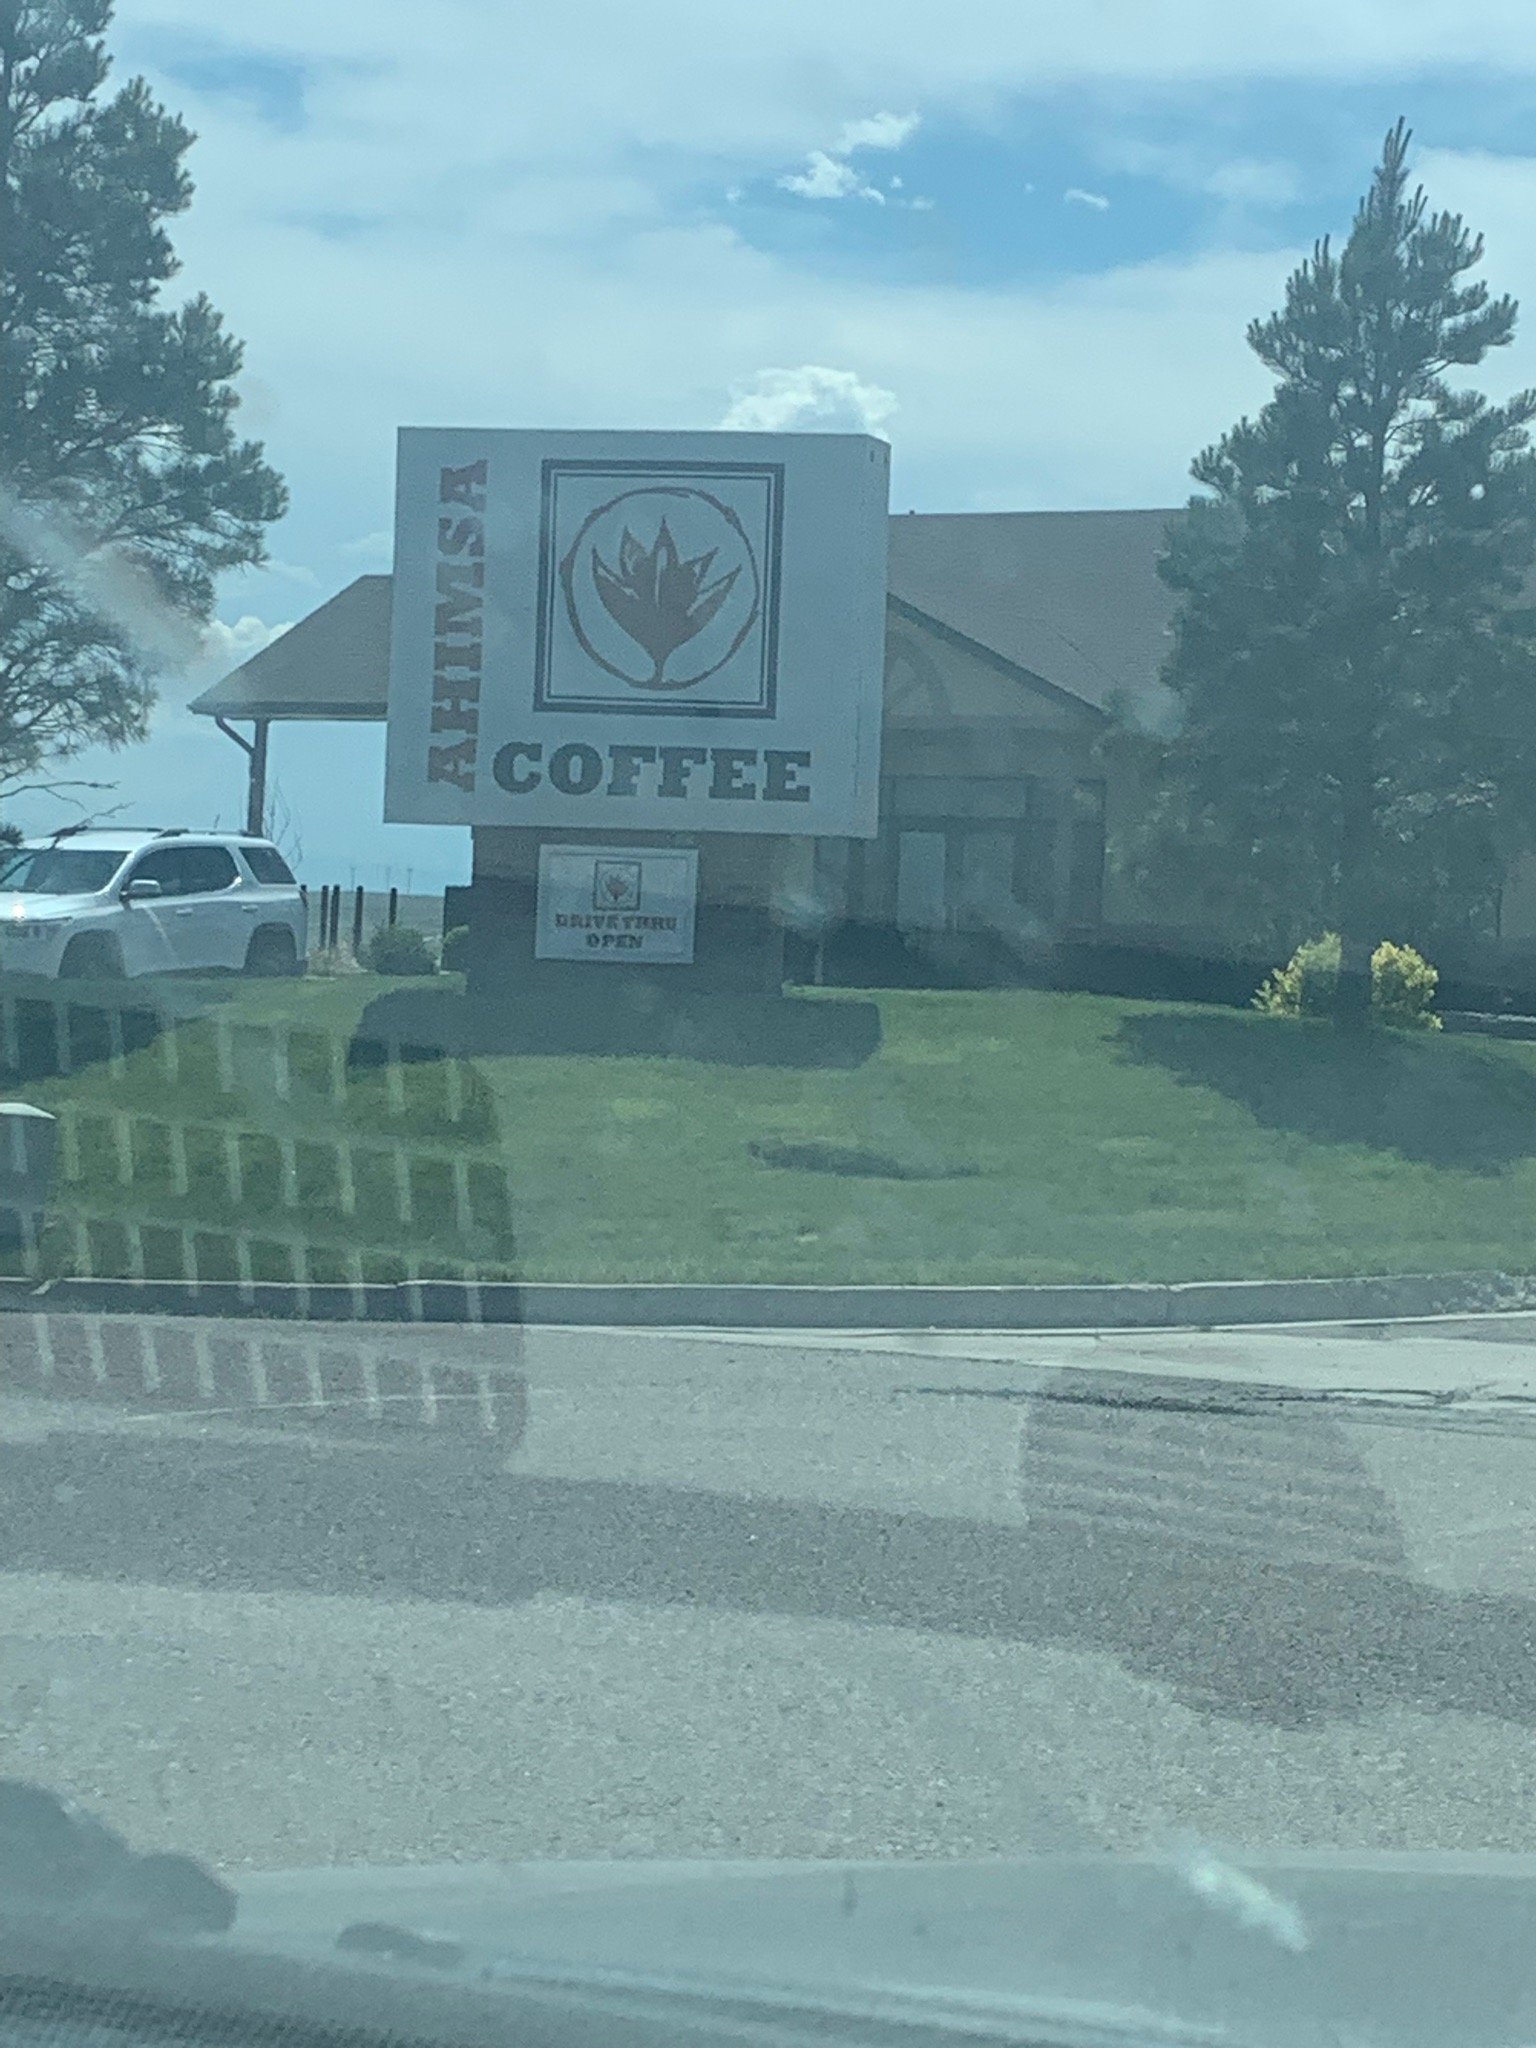 AHIMSA
COFFEE
DRIVE THRU
OPEN